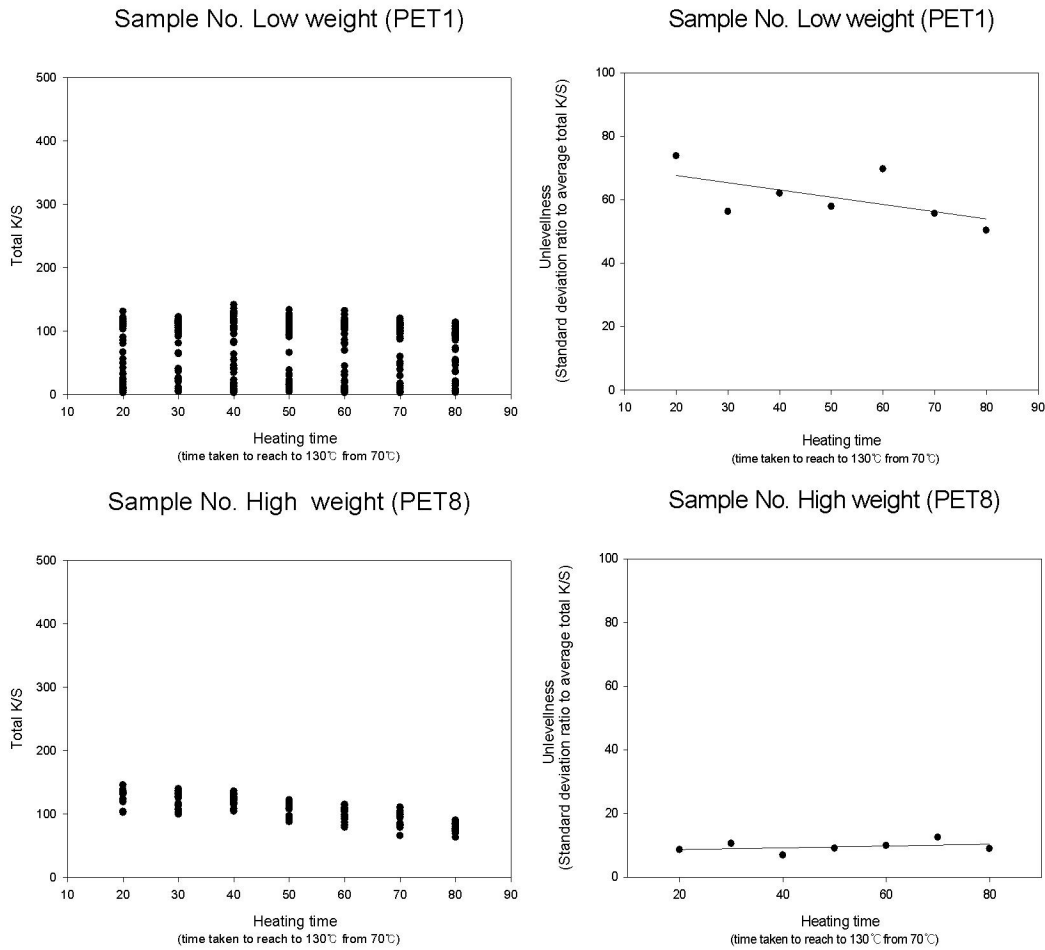 Sample No. Low weight (PET1)
500
400
300
200
100
0
Total K/S
10 20 30 40 50 60 70 80 90
Heating time
(time taken to reach to 130℃ from 70℃)
Sample No. Low weight (PET1)
100
80
60
40
20
0
Unlevellness
(Standard deviation ratio to average total K/S)
10 20 30 40 50 60 70 80 90
Heating time
(time taken to reach to 130℃ from 70℃)
Sample No. High  weight (PET8)
500
400
300
200
100
0
Total K/S
10 20 30 40 50 60 70 80 90
Heating time
(time taken to reach to 130℃ from 70℃)
Sample No. High weight (PET8)
100
80
60
40
20
0
Unlevellness
(Standard deviation ratio to average total K/S)
20 40 60 80
Heating time
(time taken to reach to 130℃ from 70℃)